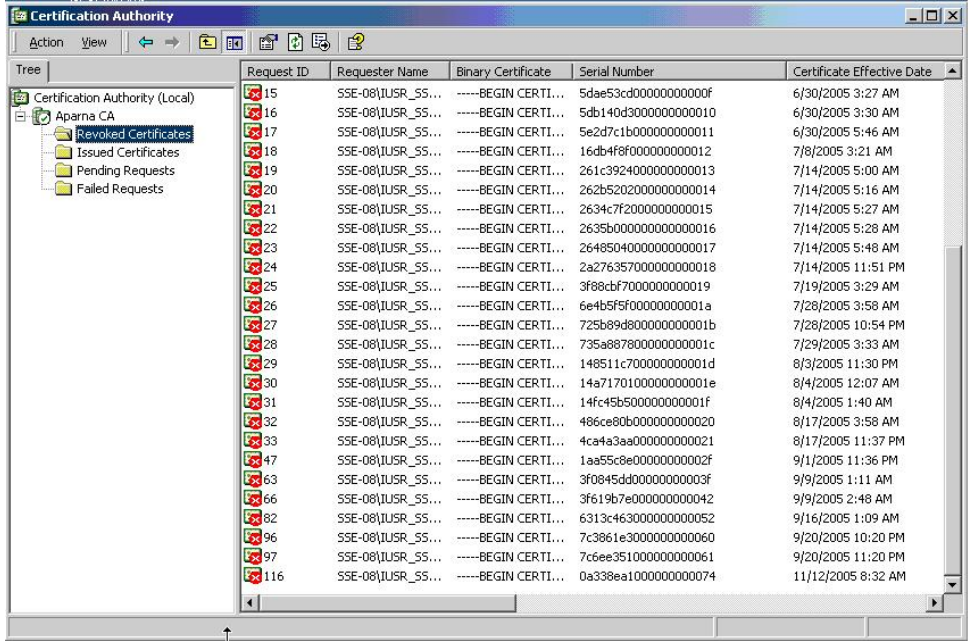 Certification Authority
Action View
Tree
Certification Authority (Local)
Aparna CA
Revoked Certificates
Issued Certificates
Pending Requests
Failed Requests
Request ID Requester Name Binary Certificate Serial Number Certificate Effective Date
15 SSE-08\IUSR_SS... -----BEGIN CERTI... 5dae53cd00000000000f 6/30/2005 3:27 AM
16 SSE-08\IUSR_SS... -----BEGIN CERTI... 5db140d3000000000010 6/30/2005 3:30 AM
17 SSE-08\IUSR_SS... -----BEGIN CERTI... 5e2d7c1b000000000011 6/30/2005 5:46 AM
18 SSE-08\IUSR_SS... -----BEGIN CERTI... 16db4f8f000000000012 7/8/2005 3:21 AM
19 SSE-08\IUSR_SS... -----BEGIN CERTI... 261c3924000000000013 7/14/2005 5:00 AM
20 SSE-08\IUSR_SS... -----BEGIN CERTI... 262b5202000000000014 7/14/2005 5:16 AM
21 SSE-08\IUSR_SS... -----BEGIN CERTI... 2634c7f2000000000015 7/14/2005 5:27 AM
22 SSE-08\IUSR_SS... -----BEGIN CERTI... 2635b000000000000016 7/14/2005 5:28 AM
23 SSE-08\IUSR_SS... -----BEGIN CERTI... 26485040000000000017 7/14/2005 5:48 AM
24 SSE-08\IUSR_SS... -----BEGIN CERTI... 2a276357000000000018 7/14/2005 11:51 PM
25 SSE-08\IUSR_SS... -----BEGIN CERTI... 3f88cbf7000000000019 7/19/2005 3:29 AM
26 SSE-08\IUSR_SS... -----BEGIN CERTI... 6e4b5f5f00000000001a 7/28/2005 3:58 AM
27 SSE-08\IUSR_SS... -----BEGIN CERTI... 725b89d800000000001b 7/28/2005 10:54 PM
28 SSE-08\IUSR_SS... -----BEGIN CERTI... 735a887800000000001c 7/29/2005 3:33 AM
29 SSE-08\IUSR_SS... -----BEGIN CERTI... 148511c700000000001d 8/3/2005 11:30 PM
30 SSE-08\IUSR_SS... -----BEGIN CERTI... 14a7170100000000001e 8/4/2005 12:07 AM
31 SSE-08\IUSR_SS... -----BEGIN CERTI... 14fc45b500000000001f 8/4/2005 1:40 AM
32 SSE-08\IUSR_SS... -----BEGIN CERTI... 486ce80b000000000020 8/17/2005 3:58 AM
33 SSE-08\IUSR_SS... -----BEGIN CERTI... 4ca4a3aa000000000021 8/17/2005 11:37 PM
47 SSE-08\IUSR_SS... -----BEGIN CERTI... 1aa55c8e00000000002f 9/1/2005 11:36 PM
63 SSE-08\IUSR_SS... -----BEGIN CERTI... 3f0845dd00000000003f 9/9/2005 1:11 AM
66 SSE-08\IUSR_SS... -----BEGIN CERTI... 3f619b7e000000000042 9/9/2005 2:48 AM
82 SSE-08\IUSR_SS... -----BEGIN CERTI... 6313c463000000000052 9/16/2005 1:09 AM
96 SSE-08\IUSR_SS... -----BEGIN CERTI... 7c3861e3000000000060 9/20/2005 10:20 PM
97 SSE-08\IUSR_SS... -----BEGIN CERTI... 7c6ee351000000000061 9/20/2005 11:20 PM
116 SSE-08\IUSR_SS... -----BEGIN CERTI... 0a338ea1000000000074 11/12/2005 8:32 AM